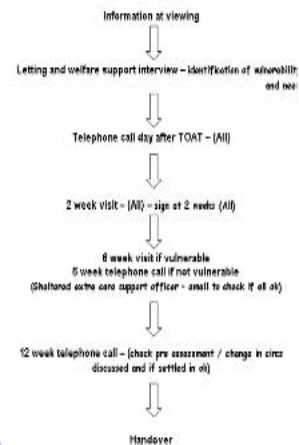 Information at viewing
Letting and welfare support interview – identification of vulnerability
and nee
Telephone call day after TOAT – (All)
2 week visit – (All) – sign at 2 weeks (All)
6 week visit if vulnerable
6 week telephone call if not vulnerable
(Sheltered extra care support officer - email to check if all ok)
12 week telephone call – (check pre assessment / change in circs
discussed and if settled in ok)
Handover